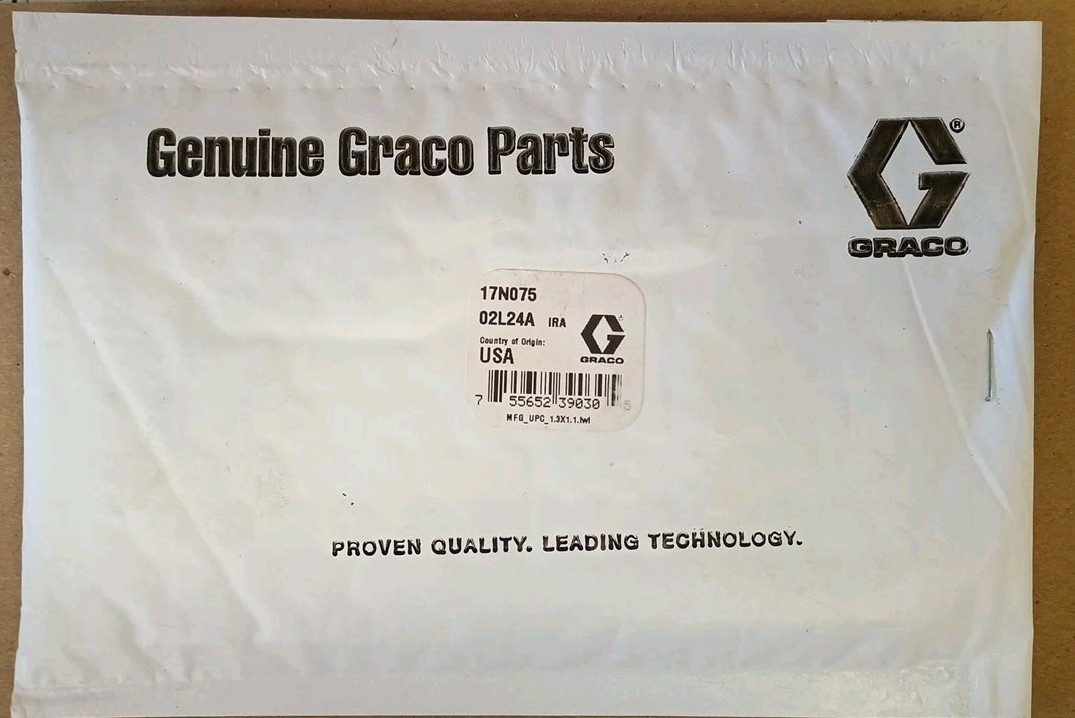 Genuine Graco Parts
®
GRACO
17N075
02L24A IRA
Country of Origin:
USA
GRACO
7 55652 39030 5
MFG_UPC_1.3X1.1.lwl
PROVEN QUALITY. LEADING TECHNOLOGY.